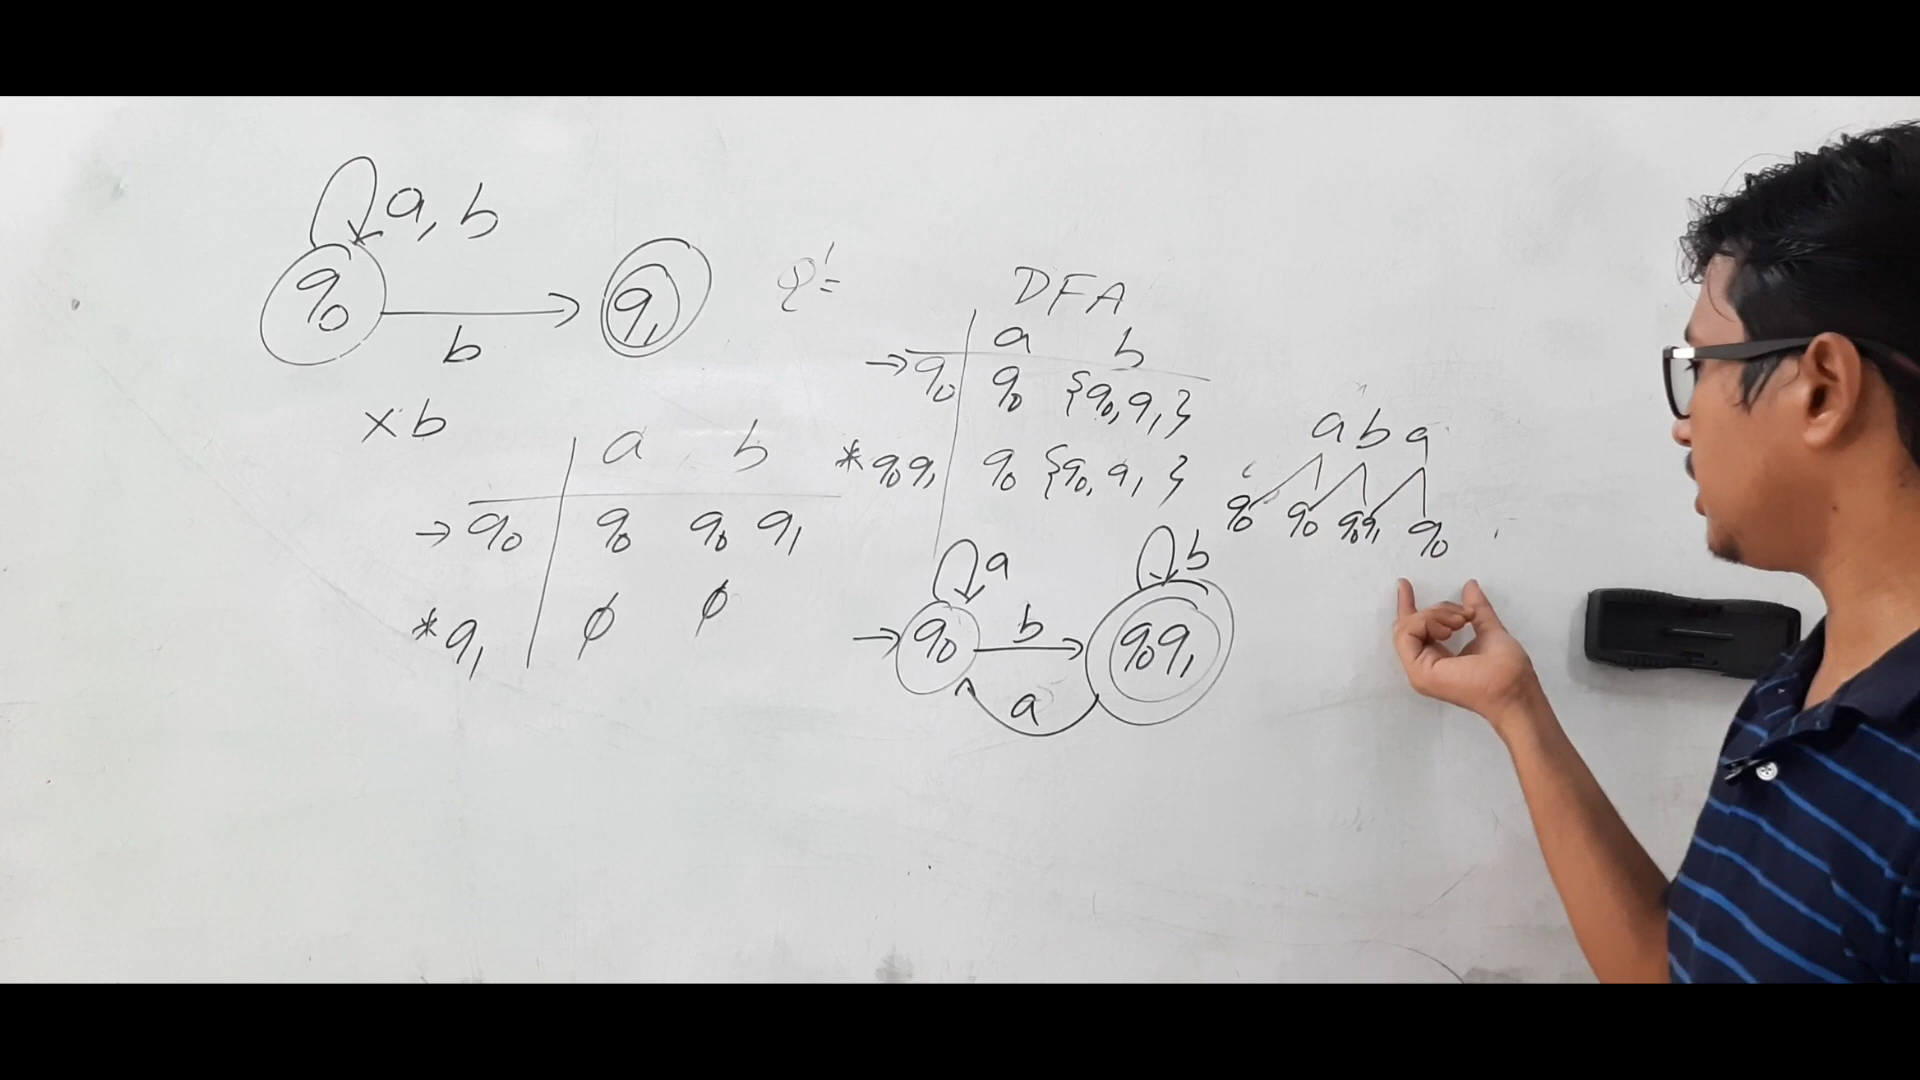 a, b
q₀ q₁
b
x b
a b
→ q₀ q₀ q₀ q₁
* q₁ ϕ ϕ
Q' =
DFA
a b
→ q₀ q₀ {q₀, q₁}
* q₀q₁ q₀ {q₀, q₁}
a b
→ q₀ b q₀q₁
a
a b a
q₀ q₀ q₀q₁ q₀